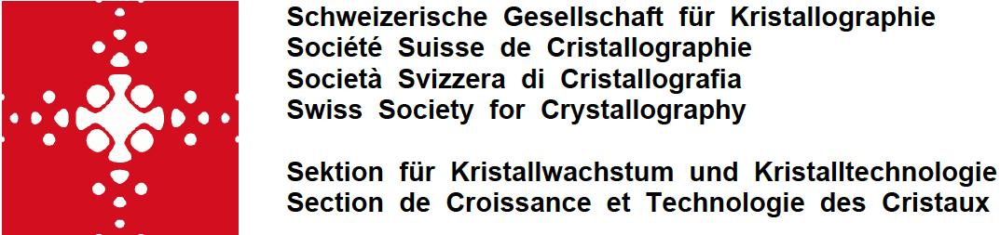 Schweizerische Gesellschaft für Kristallographie
Société Suisse de Cristallographie
Società Svizzera di Cristallografia
Swiss Society for Crystallography
Sektion für Kristallwachstum und Kristalltechnologie
Section de Croissance et Technologie des Cristaux